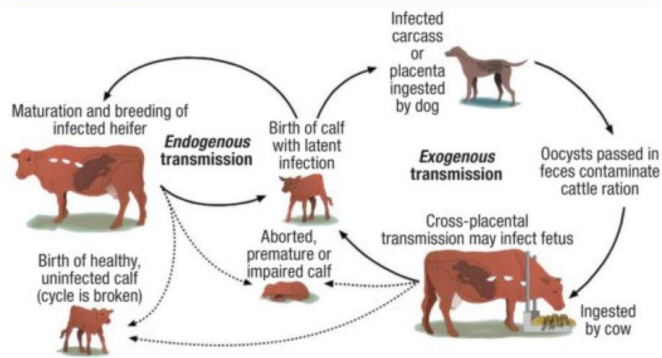 Infected
carcass
or
placenta
ingested
by dog
Maturation and breeding of
infected heifer
Endogenous
transmission
Birth of calf
with latent
infection
Exogenous
transmission
Oocysts passed in
feces contaminate
cattle ration
Cross-placental
transmission may infect fetus
Aborted,
premature or
impaired calf
Birth of healthy,
uninfected calf
(cycle is broken)
Ingested
by cow